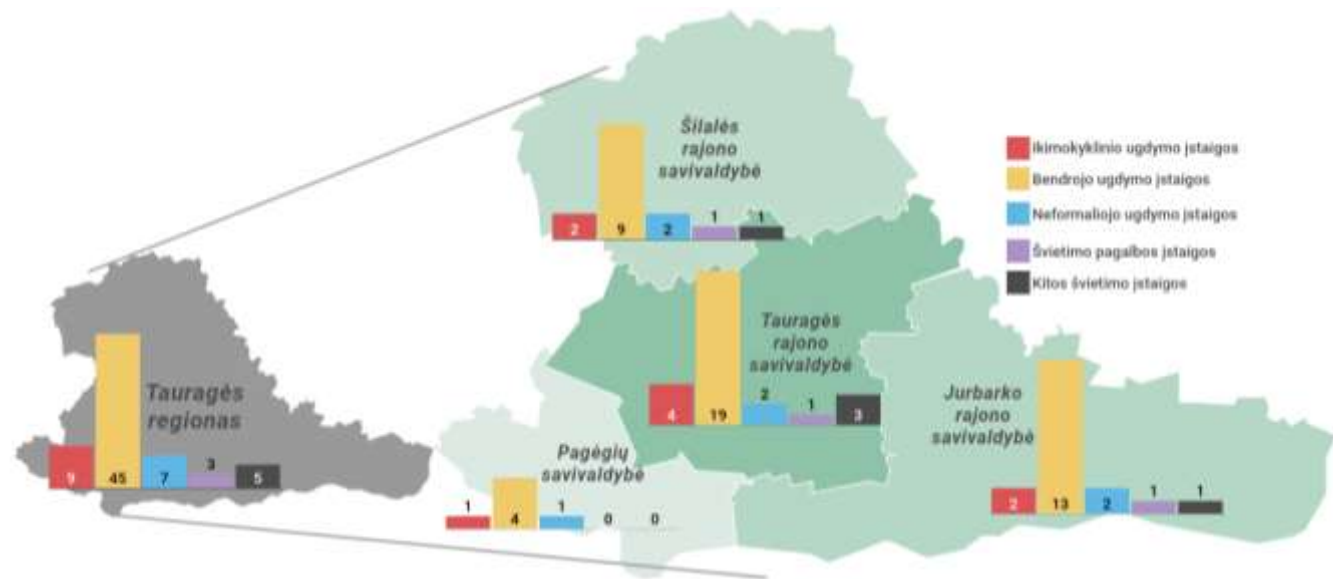 Šilalės
rajono
savivaldybė
2 9 2 1 1
Ikimokyklinio ugdymo įstaigos
Bendrojo ugdymo įstaigos
Neformaliojo ugdymo įstaigos
Švietimo pagalbos įstaigos
Kitos švietimo įstaigos
Tauragės
rajono
savivaldybė
4 19 2 1 3
Tauragės
regionas
9 45 7 3 5
Jurbarko
rajono
savivaldybė
2 13 2 1 1
Pagėgių
savivaldybė
1 4 1 0 0